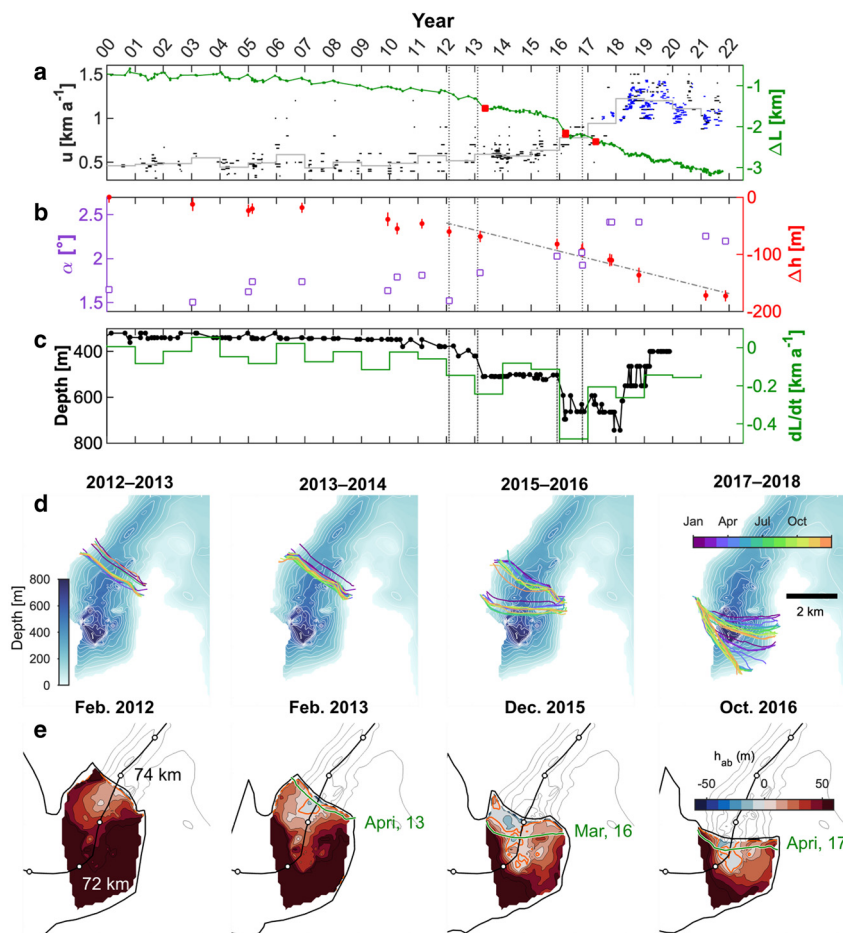 Year
00 01 02 03 04 05 06 07 08 09 10 11 12 13 14 15 16 17 18 19 20 21 22
a
u [km a⁻¹]
1.5
1
0.5
ΔL [km]
-1
-2
-3
b
α [°]
2.5
2
1.5
Δh [m]
0
-100
-200
c
Depth [m]
400
600
800
dL/dt [km a⁻¹]
0
-0.2
-0.4
d
2012–2013
2013–2014
2015–2016
2017–2018
Depth [m]
800
600
400
200
0
Jan Apr Jul Oct
2 km
e
Feb. 2012
Feb. 2013
Dec. 2015
Oct. 2016
74 km
72 km
Apri, 13
Mar, 16
h_ab (m)
-50 0 50
Apri, 17